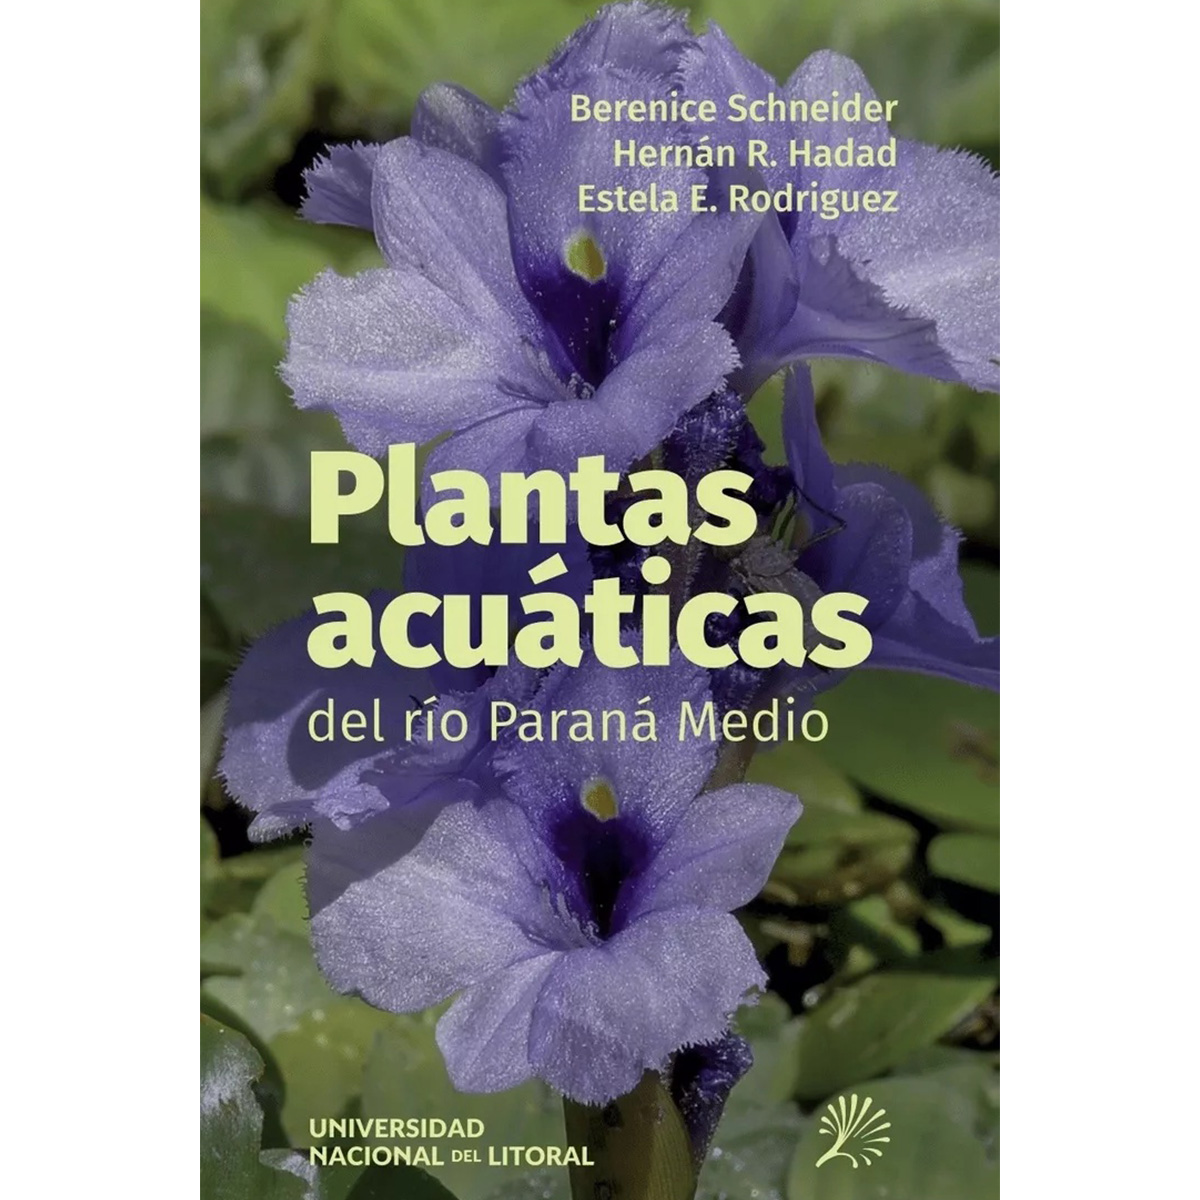 Berenice Schneider
Hernán R. Hadad
Estela E. Rodriguez
Plantas
acuáticas
del río Paraná Medio
UNIVERSIDAD
NACIONAL DEL LITORAL